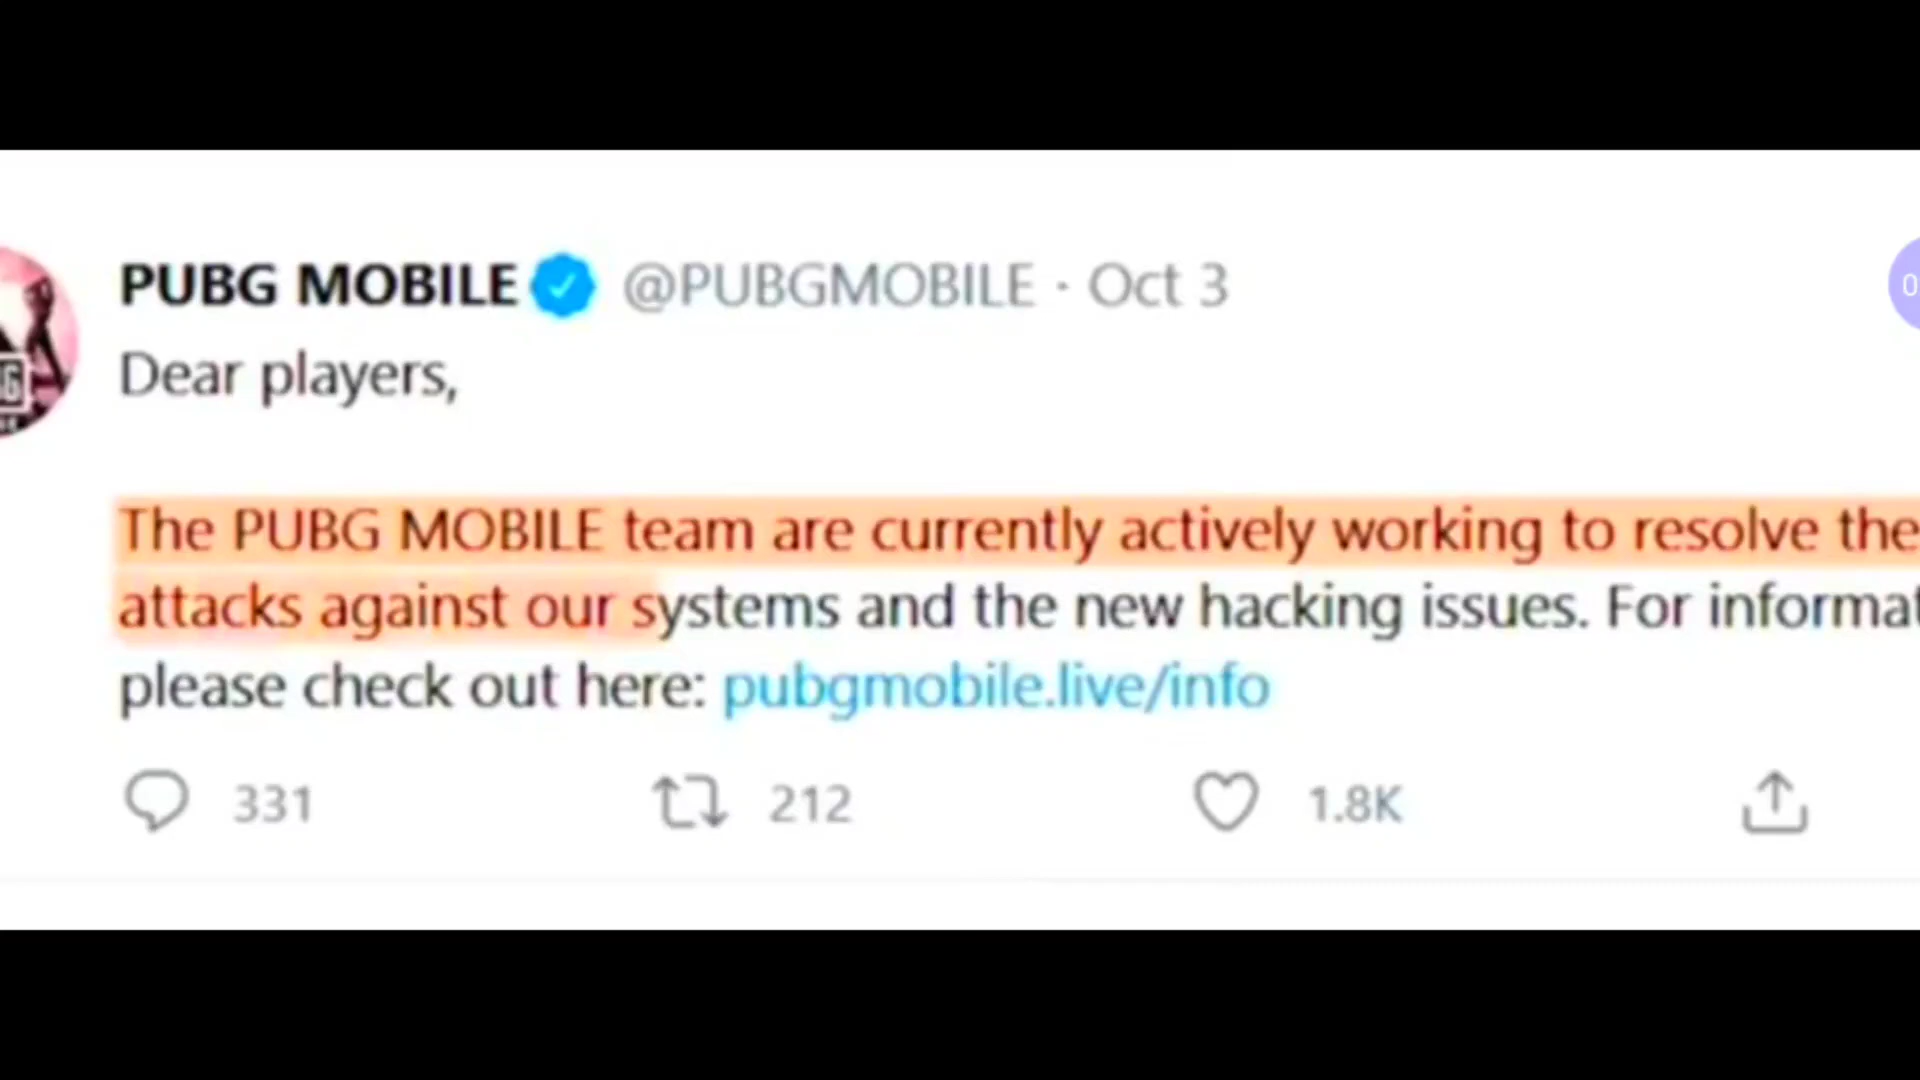 PUBG MOBILE @PUBGMOBILE · Oct 3
Dear players,
The PUBG MOBILE team are currently actively working to resolve the
attacks against our systems and the new hacking issues. For informat
please check out here: pubgmobile.live/info
331 212 1.8K